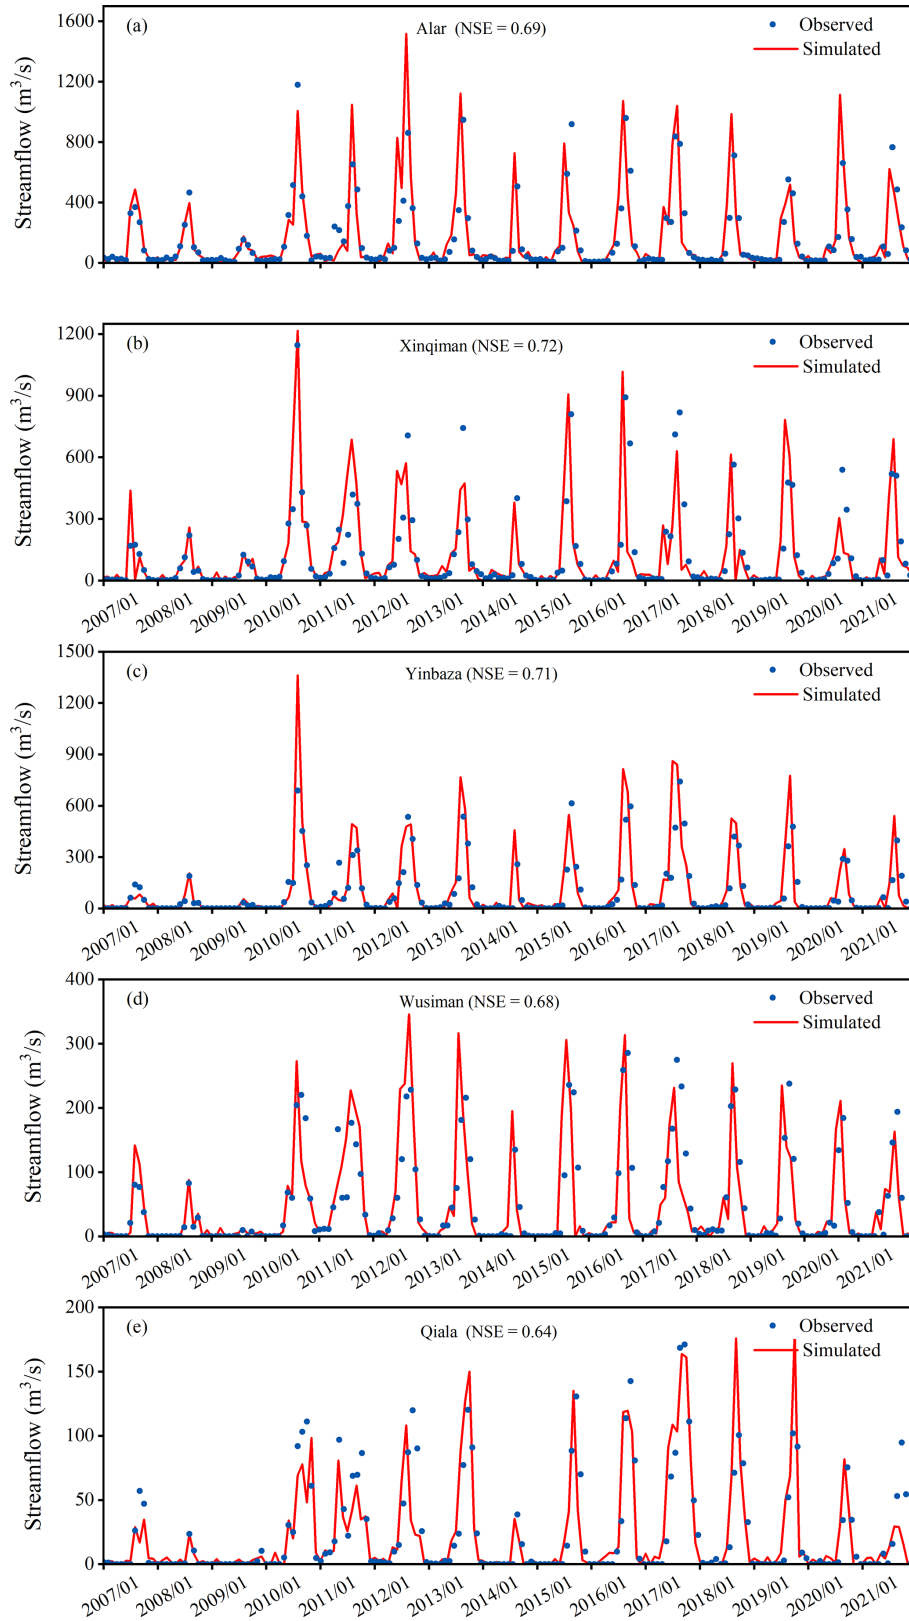 (a)
Alar (NSE = 0.69)
Observed
Simulated
Streamflow (m³/s)
1600
1200
800
400
0
(b)
Xinqiman (NSE = 0.72)
Observed
Simulated
Streamflow (m³/s)
1200
900
600
300
0
2007/01 2008/01 2009/01 2010/01 2011/01 2012/01 2013/01 2014/01 2015/01 2016/01 2017/01 2018/01 2019/01 2020/01 2021/01
(c)
Yinbaza (NSE = 0.71)
Observed
Simulated
Streamflow (m³/s)
1500
1200
900
600
300
0
2007/01 2008/01 2009/01 2010/01 2011/01 2012/01 2013/01 2014/01 2015/01 2016/01 2017/01 2018/01 2019/01 2020/01 2021/01
(d)
Wusiman (NSE = 0.68)
Observed
Simulated
Streamflow (m³/s)
400
300
200
100
0
2007/01 2008/01 2009/01 2010/01 2011/01 2012/01 2013/01 2014/01 2015/01 2016/01 2017/01 2018/01 2019/01 2020/01 2021/01
(e)
Qiala (NSE = 0.64)
Observed
Simulated
Streamflow (m³/s)
200
150
100
50
0
2007/01 2008/01 2009/01 2010/01 2011/01 2012/01 2013/01 2014/01 2015/01 2016/01 2017/01 2018/01 2019/01 2020/01 2021/01